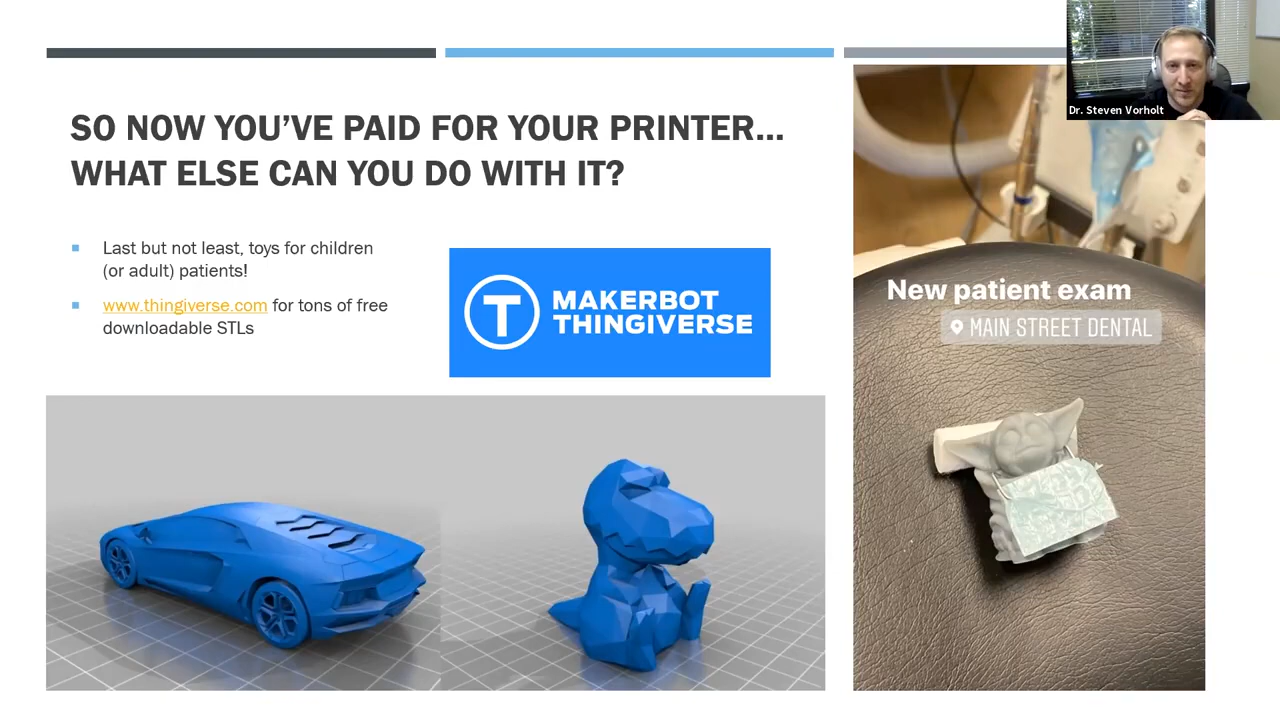 SO NOW YOU'VE PAID FOR YOUR PRINTER...
WHAT ELSE CAN YOU DO WITH IT?
Last but not least, toys for children
(or adult) patients!
www.thingiverse.com for tons of free
downloadable STLs
T
MAKERBOT
THINGIVERSE
New patient exam
MAIN STREET DENTAL
Dr. Steven Vorholt